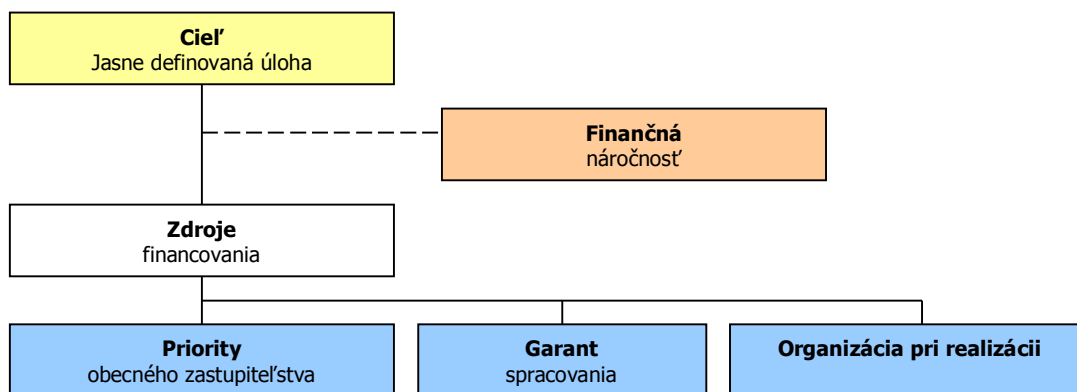 Cieľ
Jasne definovaná úloha
Finančná
náročnosť
Zdroje
financovania
Priority
obecného zastupiteľstva
Garant
spracovania
Organizácia pri realizácii